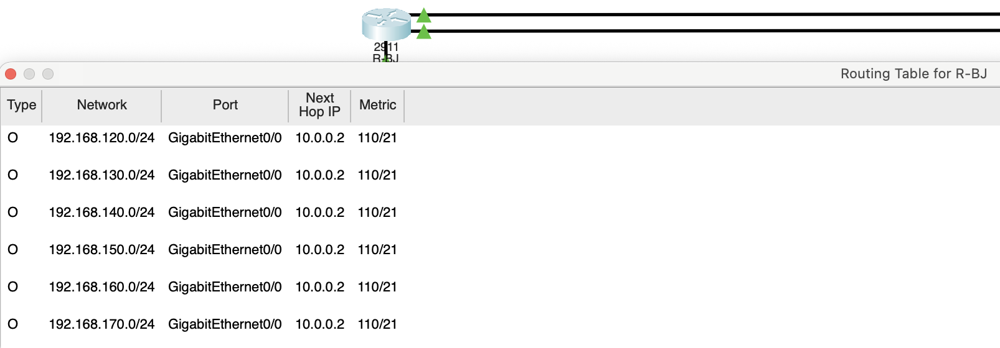 2911
R-BJ
Routing Table for R-BJ
Type Network Port Next Hop IP Metric
O 192.168.120.0/24 GigabitEthernet0/0 10.0.0.2 110/21
O 192.168.130.0/24 GigabitEthernet0/0 10.0.0.2 110/21
O 192.168.140.0/24 GigabitEthernet0/0 10.0.0.2 110/21
O 192.168.150.0/24 GigabitEthernet0/0 10.0.0.2 110/21
O 192.168.160.0/24 GigabitEthernet0/0 10.0.0.2 110/21
O 192.168.170.0/24 GigabitEthernet0/0 10.0.0.2 110/21